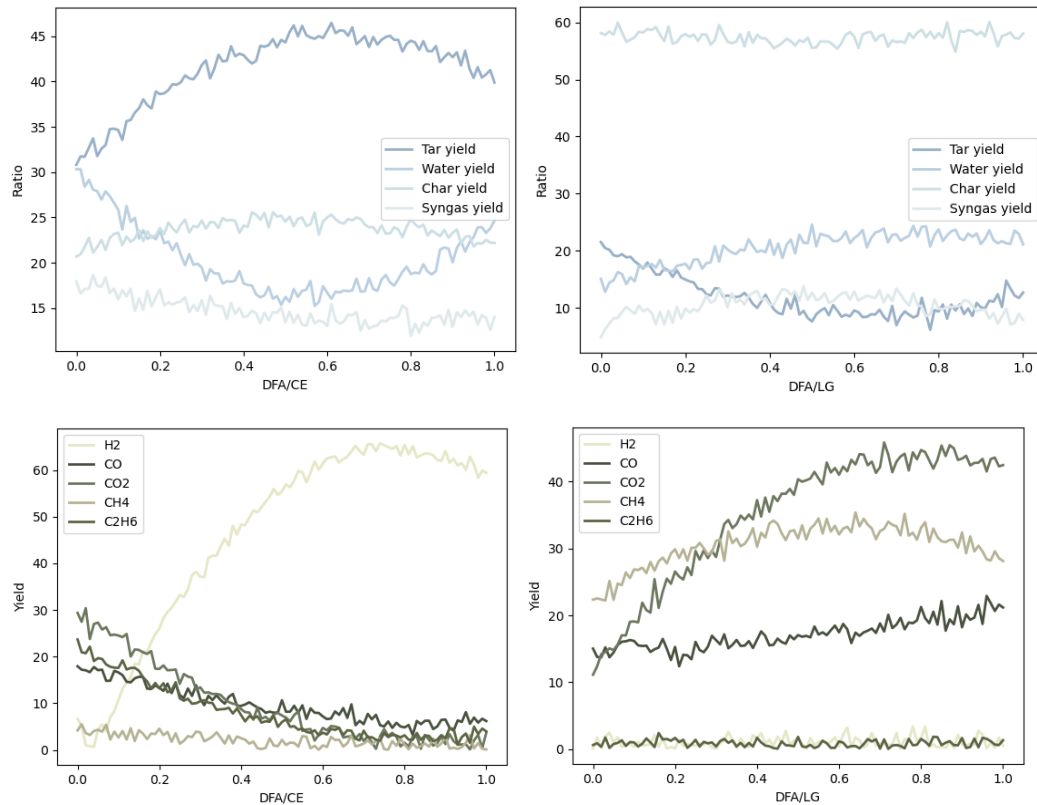 45
40
35
30
25
20
15
Ratio
Tar yield
Water yield
Char yield
Syngas yield
0.0 0.2 0.4 0.6 0.8 1.0
DFA/CE
60
50
40
30
20
10
Ratio
Tar yield
Water yield
Char yield
Syngas yield
0.0 0.2 0.4 0.6 0.8 1.0
DFA/LG
60
50
40
30
20
10
0
Yield
H2
CO
CO2
CH4
C2H6
0.0 0.2 0.4 0.6 0.8 1.0
DFA/CE
40
30
20
10
0
Yield
H2
CO
CO2
CH4
C2H6
0.0 0.2 0.4 0.6 0.8 1.0
DFA/LG